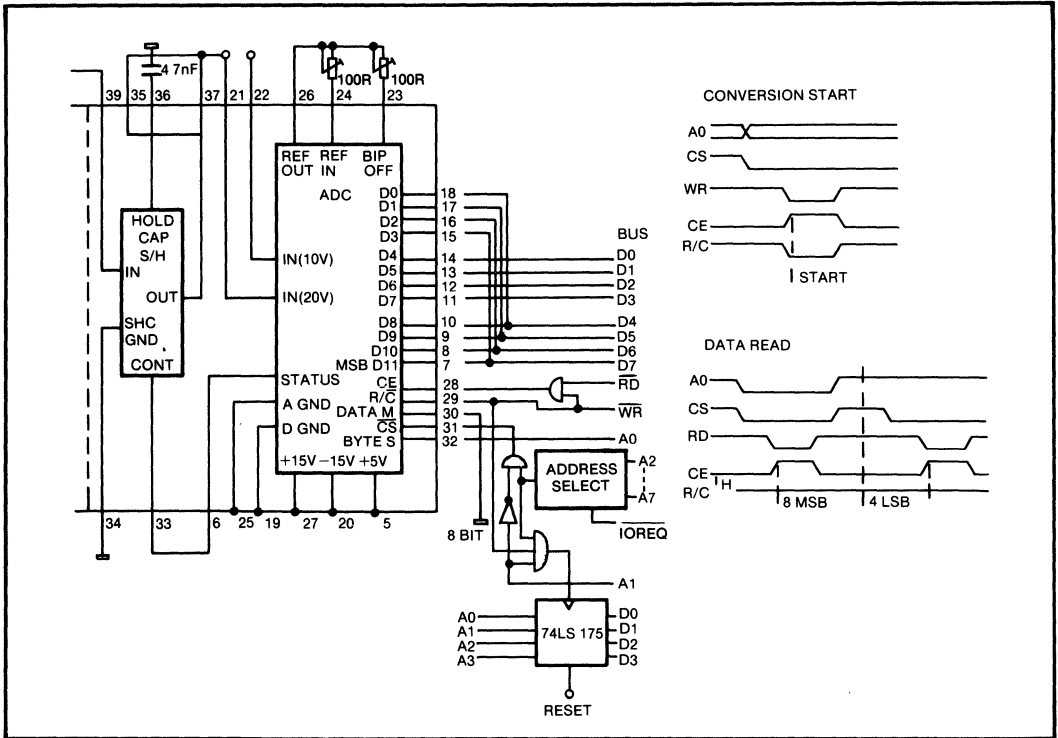 4 7nF
100R
100R
39 35 36 37 21 22 26 24 23
REF OUT
REF IN
BIP OFF
ADC
HOLD
CAP
S/H
IN
OUT
SHC
GND
CONT
IN(10V)
IN(20V)
STATUS
A GND
D GND
+15V −15V +5V
D0 18
D1 17
D2 16
D3 15
D4 14
D5 13
D6 12
D7 11
D8 10
D9 9
D10 8
MSB D11 7
CE 28
R/C̅ 29
DATA M 30
C̅S̅ 31
BYTE S 32
34 33 6 25 19 27 20 5
8 BIT
BUS
D0
D1
D2
D3
D4
D5
D6
D7
R̅D̅
W̅R̅
A0
ADDRESS
SELECT
A2
A7
I̅O̅R̅E̅Q̅
A1
A0
A1
A2
A3
74LS 175
D0
D1
D2
D3
RESET
CONVERSION START
A0
CS
WR
CE
R/C
START
DATA READ
A0
CS
RD
CE
H
R/C
8 MSB
4 LSB